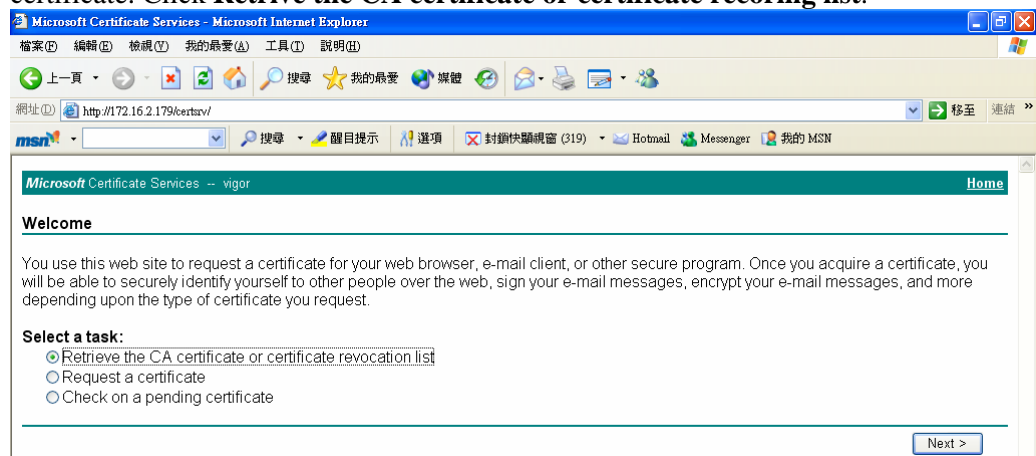 certificate. Click Retrive the CA certificate or certificate recoring list.
Microsoft Certificate Services - Microsoft Internet Explorer
檔案(F) 編輯(E) 檢視(V) 我的最愛(A) 工具(T) 說明(H)
上一頁 搜尋 我的最愛 媒體
網址(D) http://172.16.2.179/certsrv/ 移至 連結 »
msn 搜尋 醒目提示 選項 封鎖快顯視窗 (319) Hotmail Messenger 我的 MSN
Microsoft Certificate Services -- vigor Home
Welcome
You use this web site to request a certificate for your web browser, e-mail client, or other secure program. Once you acquire a certificate, you
will be able to securely identify yourself to other people over the web, sign your e-mail messages, encrypt your e-mail messages, and more
depending upon the type of certificate you request.
Select a task:
Retrieve the CA certificate or certificate revocation list
Request a certificate
Check on a pending certificate
Next >